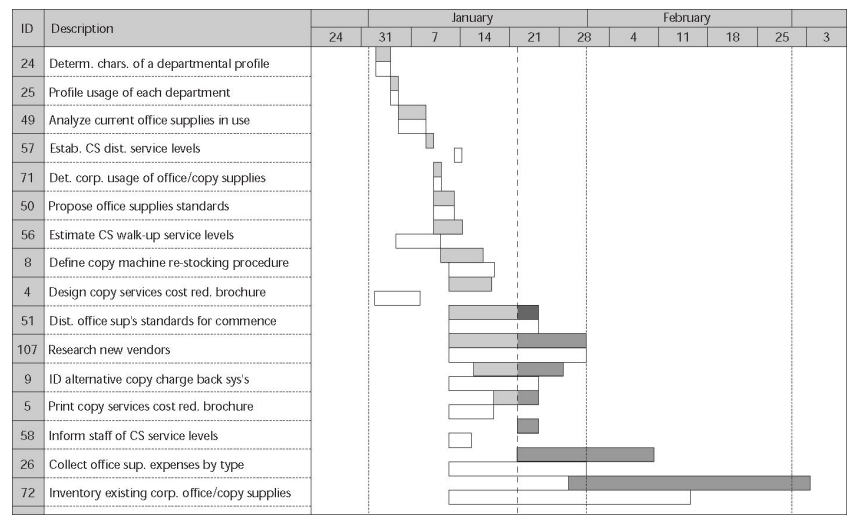 ID Description January February
24 31 7 14 21 28 4 11 18 25 3
24 Determ. chars. of a departmental profile
25 Profile usage of each department
49 Analyze current office supplies in use
57 Estab. CS dist. service levels
71 Det. corp. usage of office/copy supplies
50 Propose office supplies standards
56 Estimate CS walk-up service levels
8 Define copy machine re-stocking procedure
4 Design copy services cost red. brochure
51 Dist. office sup's standards for commence
107 Research new vendors
9 ID alternative copy charge back sys's
5 Print copy services cost red. brochure
58 Inform staff of CS service levels
26 Collect office sup. expenses by type
72 Inventory existing corp. office/copy supplies